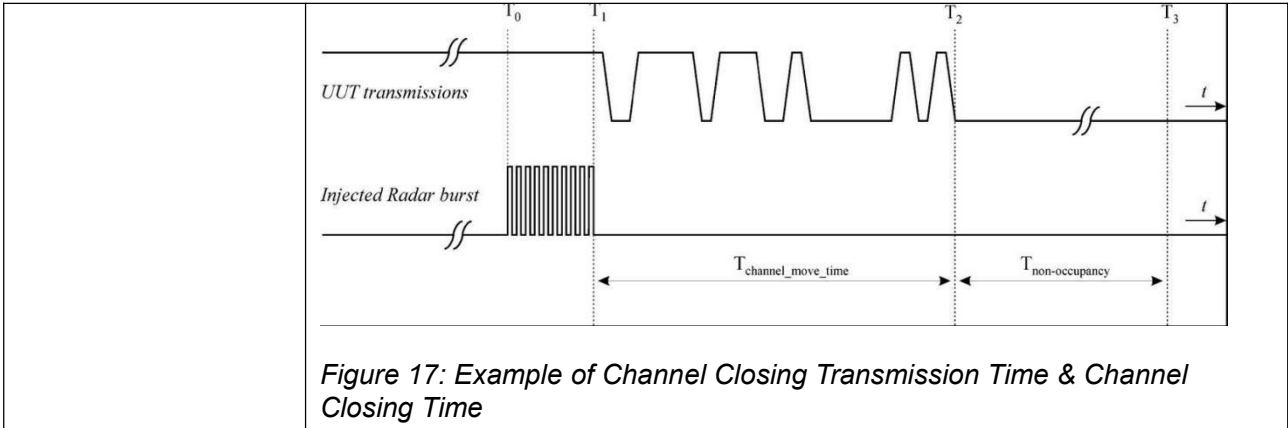 T0 T1 T2 T3
UUT transmissions
t
Injected Radar burst
t
Tchannel_move_time Tnon-occupancy
Figure 17: Example of Channel Closing Transmission Time & Channel
Closing Time